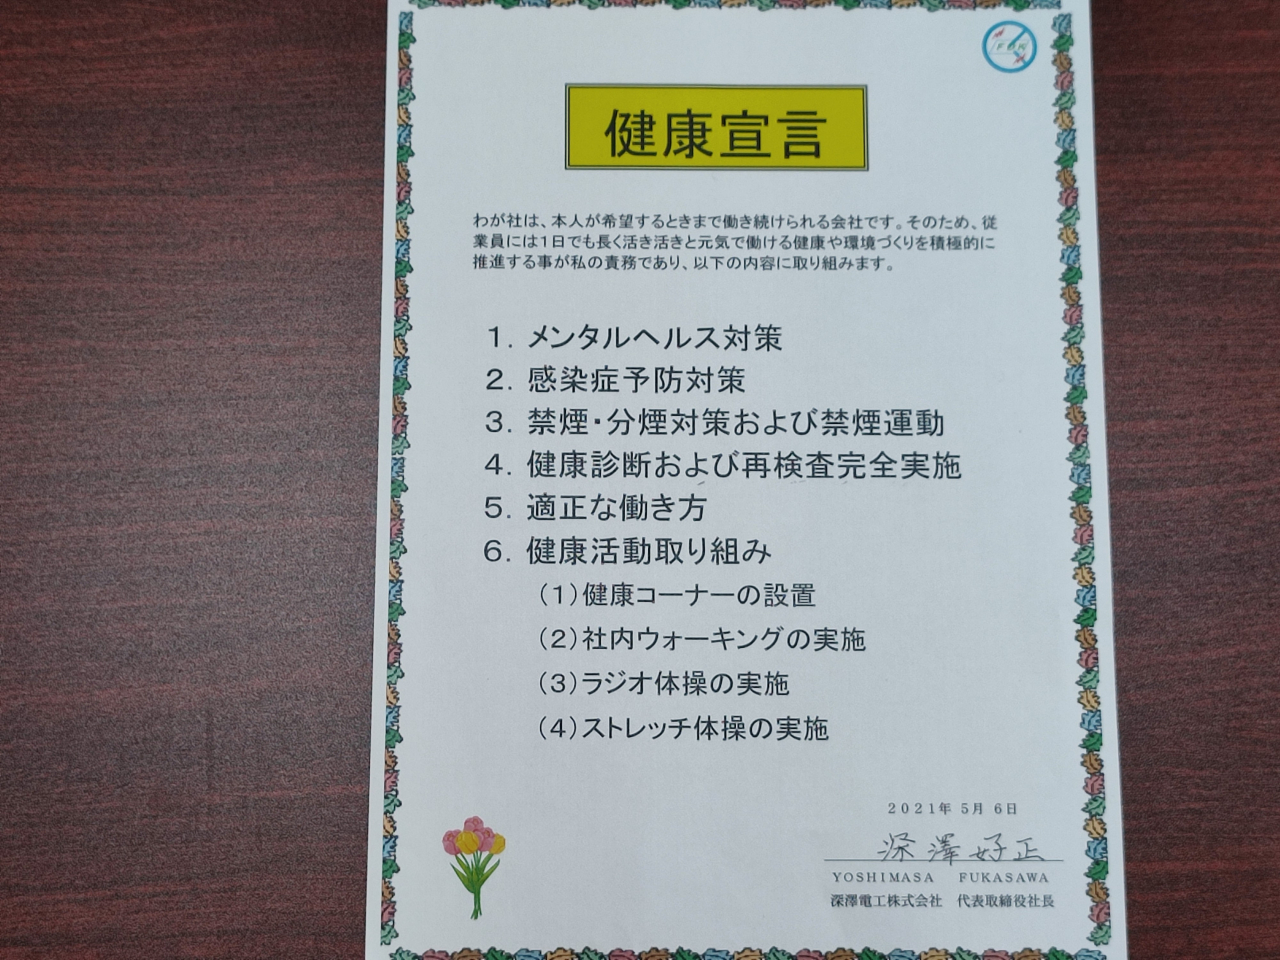 FDK
健康宣言
わが社は、本人が希望するときまで働き続けられる会社です。そのため、従
業員には１日でも長く活き活きと元気で働ける健康や環境づくりを積極的に
推進する事が私の責務であり、以下の内容に取り組みます。
１．メンタルヘルス対策
２．感染症予防対策
３．禁煙・分煙対策および禁煙運動
４．健康診断および再検査完全実施
５．適正な働き方
６．健康活動取り組み
（１）健康コーナーの設置
（２）社内ウォーキングの実施
（３）ラジオ体操の実施
（４）ストレッチ体操の実施
２０２１年 ５月 ６日
深澤好正
YOSHIMASA FUKASAWA
深澤電工株式会社 代表取締役社長